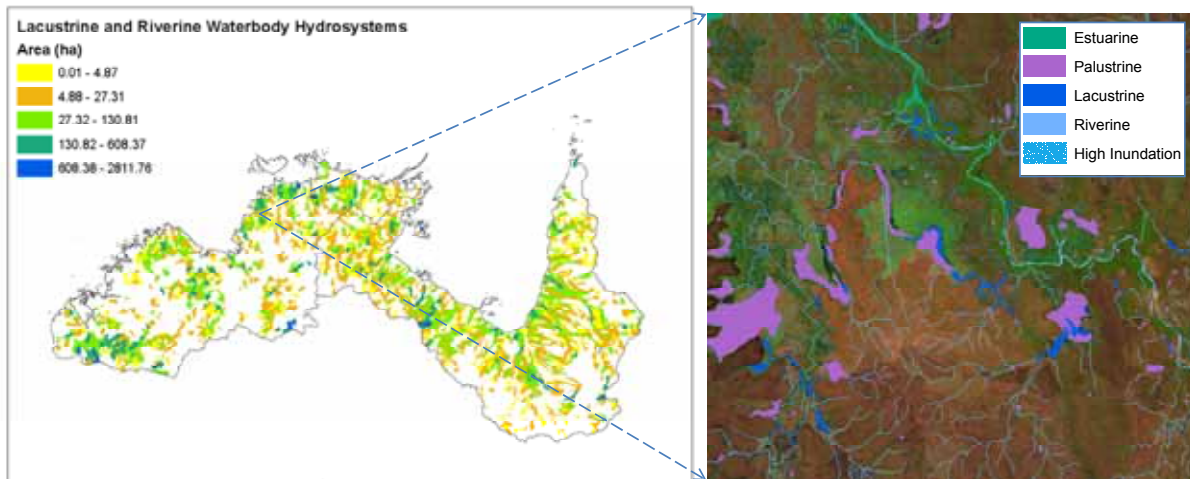 Lacustrine and Riverine Waterbody Hydrosystems
Area (ha)
0.01 - 4.87
4.88 - 27.31
27.32 - 130.81
130.82 - 608.37
608.38 - 2811.76
Estuarine
Palustrine
Lacustrine
Riverine
High Inundation